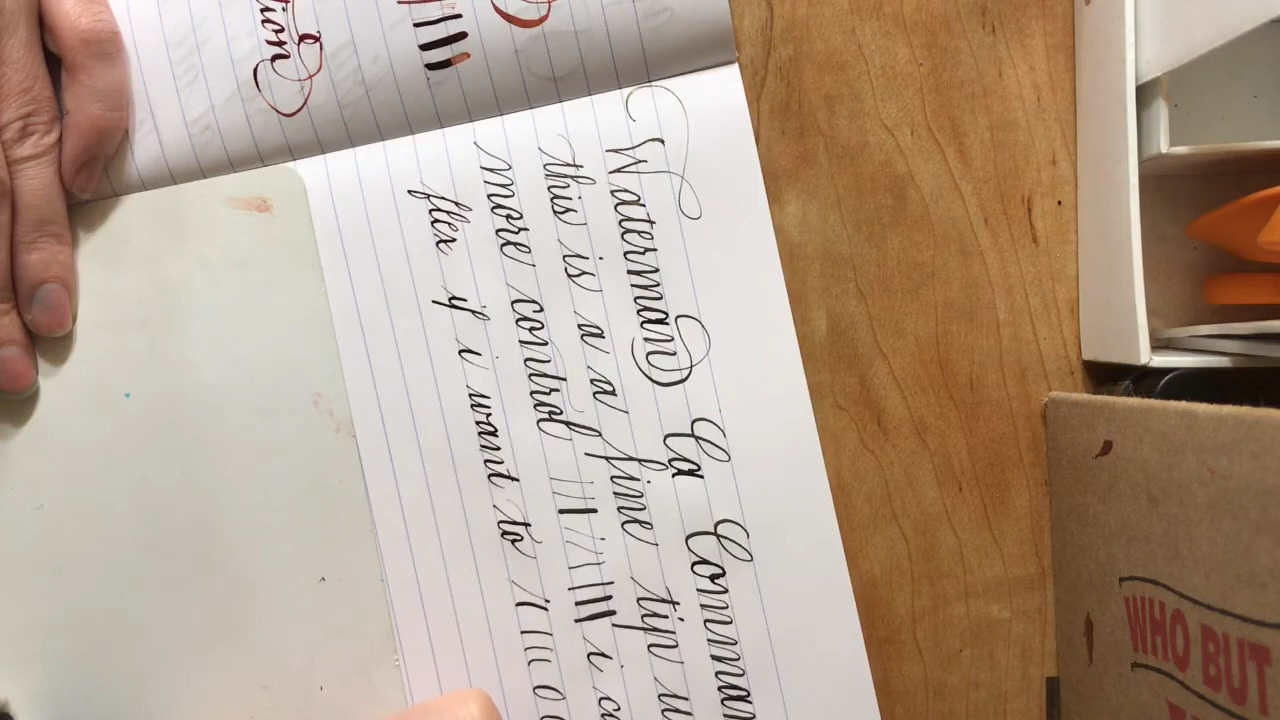 tion
Waterman Ca Comma
this is a a fine tip
more control i
flex if i want to
WHO BUT